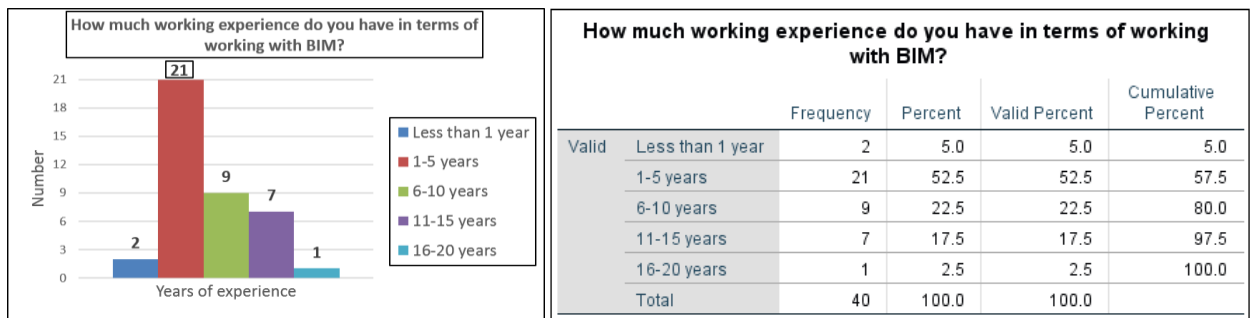 How much working experience do you have in terms of
working with BIM?
21
21
18
15
12
9
6
3
0
Number
2
9
7
1
Years of experience
Less than 1 year
1-5 years
6-10 years
11-15 years
16-20 years
How much working experience do you have in terms of working
with BIM?
Frequency Percent Valid Percent Cumulative
Percent
Valid Less than 1 year 2 5.0 5.0 5.0
1-5 years 21 52.5 52.5 57.5
6-10 years 9 22.5 22.5 80.0
11-15 years 7 17.5 17.5 97.5
16-20 years 1 2.5 2.5 100.0
Total 40 100.0 100.0